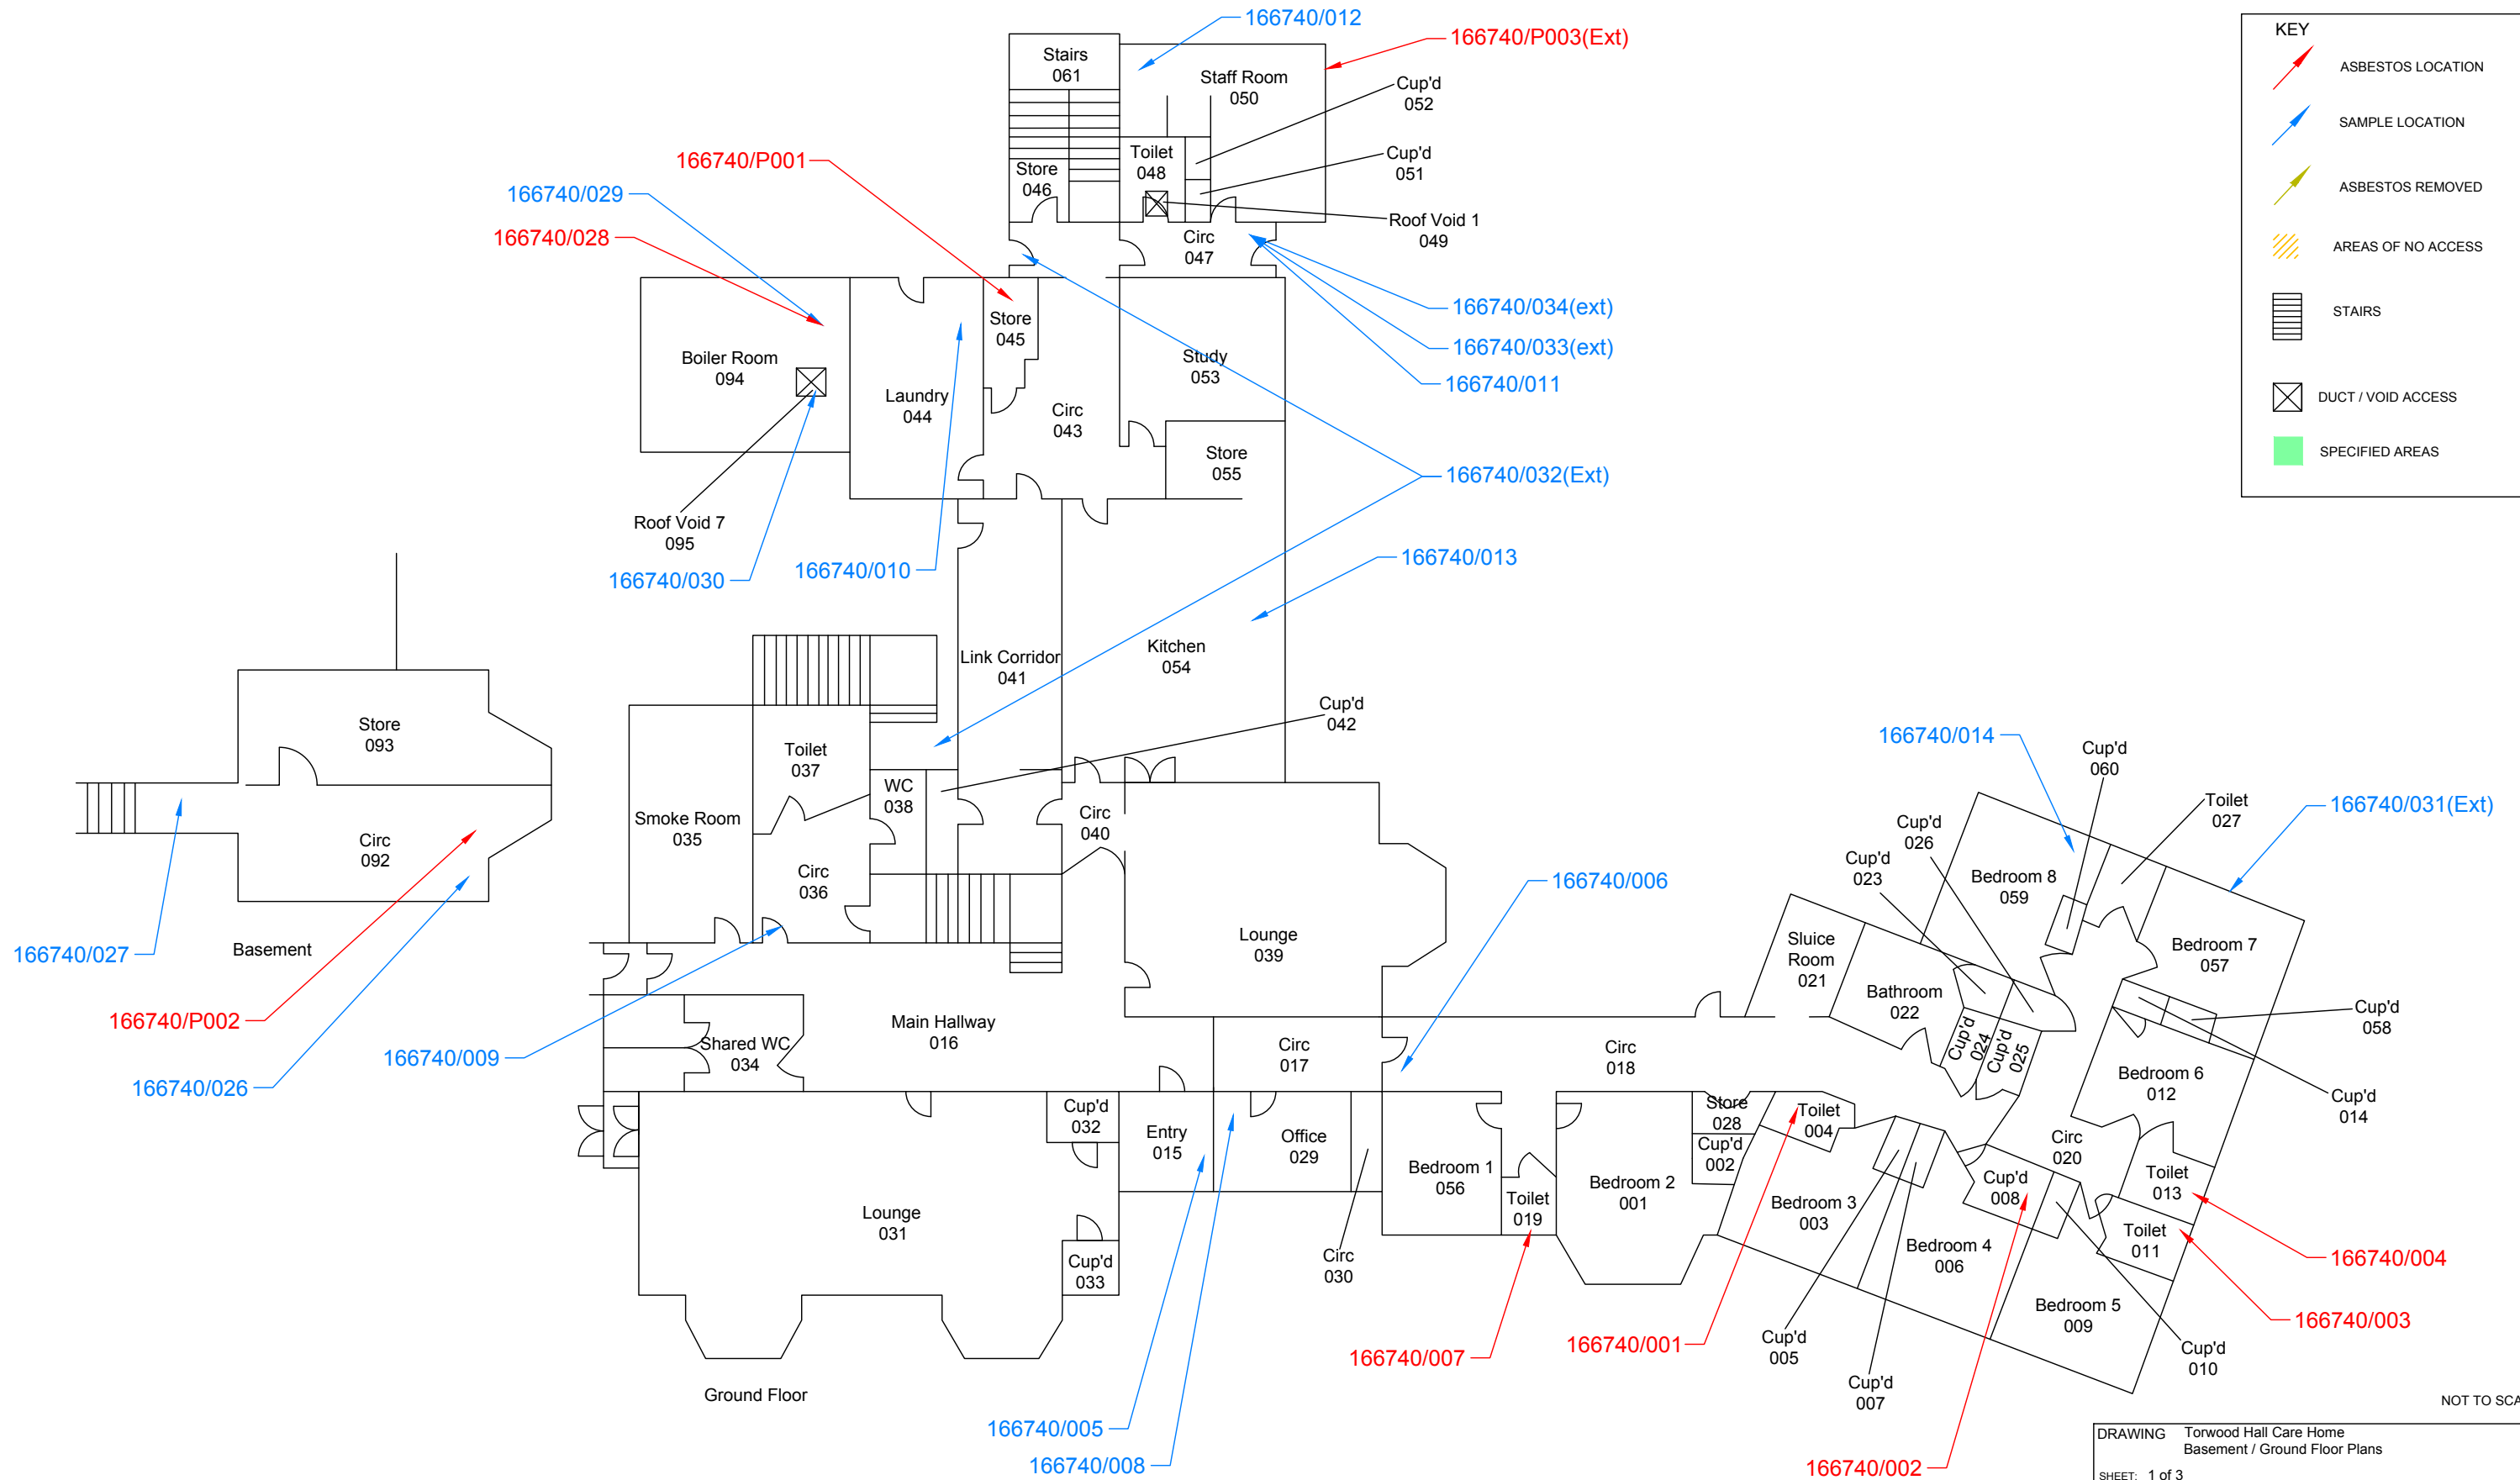 166740/012
166740/P003(Ext)
Stairs
061
Staff Room
050
Cup'd
052
166740/P001
Toilet
048
Cup'd
051
Store
046
166740/029
Roof Void 1
049
166740/028
Circ
047
166740/034(ext)
Store
045
166740/033(ext)
Boiler Room
094
Study
053
166740/011
Laundry
044
Circ
043
Store
055
166740/032(Ext)
Roof Void 7
095
166740/030
166740/010
166740/013
Link Corridor
041
Kitchen
054
Cup'd
042
Store
093
Toilet
037
WC
038
Smoke Room
035
Circ
040
Circ
092
Circ
036
166740/027
Basement
166740/P002
166740/026
166740/009
Lounge
039
166740/006
Main Hallway
016
Shared WC
034
Circ
017
Circ
018
Cup'd
032
Entry
015
Office
029
Lounge
031
Cup'd
033
Circ
030
Bedroom 1
056
Toilet
019
Bedroom 2
001
Store
028
Cup'd
002
Toilet
004
Bedroom 3
003
166740/014
Cup'd
060
Toilet
027
166740/031(Ext)
Cup'd
026
Cup'd
023
Bedroom 8
059
Sluice
Room
021
Bathroom
022
Bedroom 7
057
Cup'd
058
Cup'd
024
Cup'd
025
Bedroom 6
012
Cup'd
014
Circ
020
Cup'd
008
Toilet
013
Toilet
011
Bedroom 4
006
166740/004
Bedroom 5
009
166740/003
Cup'd
005
Cup'd
010
Cup'd
007
166740/007
166740/001
166740/002
Ground Floor
166740/005
166740/008
KEY
ASBESTOS LOCATION
SAMPLE LOCATION
ASBESTOS REMOVED
AREAS OF NO ACCESS
STAIRS
DUCT / VOID ACCESS
SPECIFIED AREAS
NOT TO SCA
DRAWING Torwood Hall Care Home
Basement / Ground Floor Plans
SHEET: 1 of 3